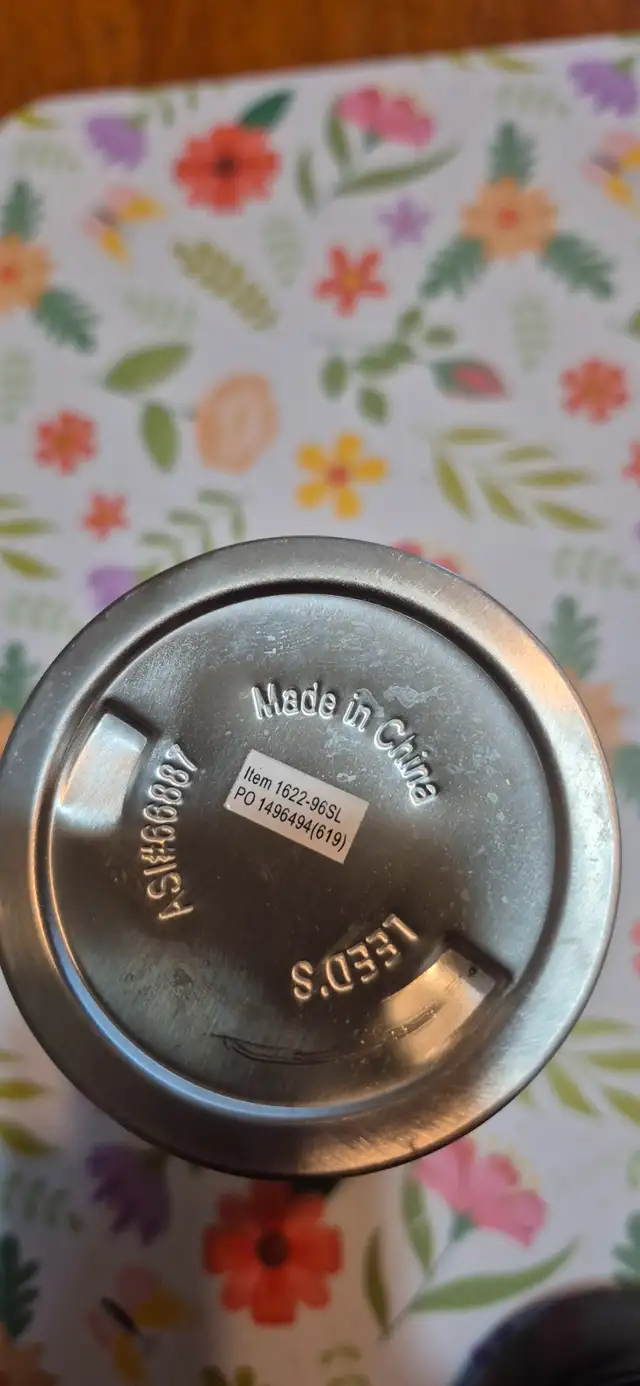 Made in China
Item 1622-96SL
PO 1496494(619)
ASI#66887
LEED'S